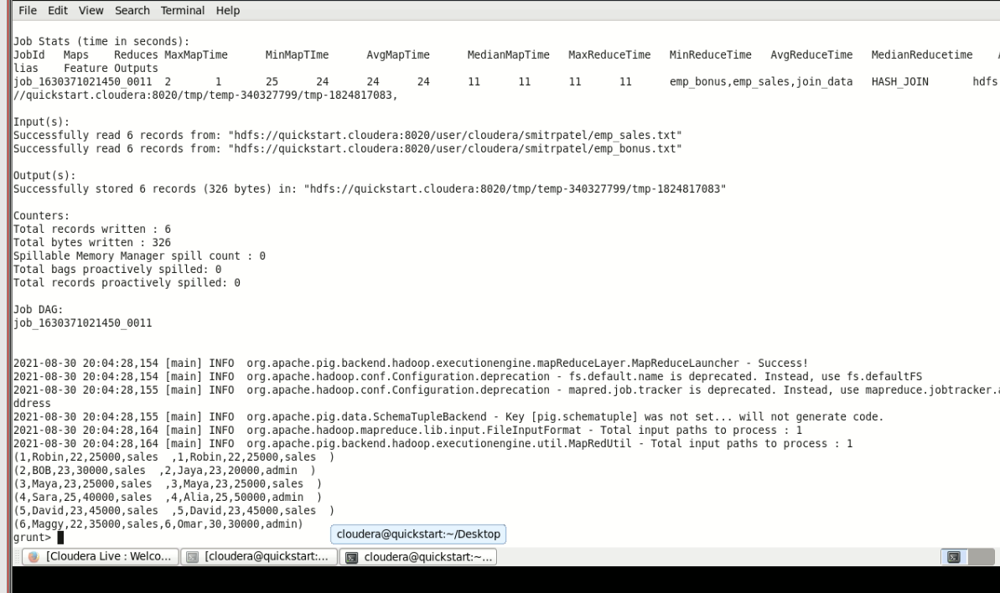 File Edit View Search Terminal Help
Job Stats (time in seconds):
JobId Maps Reduces MaxMapTime MinMapTIme AvgMapTime MedianMapTime MaxReduceTime MinReduceTime AvgReduceTime MedianReducetime A
lias Feature Outputs
job_1630371021450_0011 2 1 25 24 24 24 11 11 11 11 emp_bonus,emp_sales,join_data HASH_JOIN hdfs
//quickstart.cloudera:8020/tmp/temp-340327799/tmp-1824817083,
Input(s):
Successfully read 6 records from: "hdfs://quickstart.cloudera:8020/user/cloudera/smitrpatel/emp_sales.txt"
Successfully read 6 records from: "hdfs://quickstart.cloudera:8020/user/cloudera/smitrpatel/emp_bonus.txt"
Output(s):
Successfully stored 6 records (326 bytes) in: "hdfs://quickstart.cloudera:8020/tmp/temp-340327799/tmp-1824817083"
Counters:
Total records written : 6
Total bytes written : 326
Spillable Memory Manager spill count : 0
Total bags proactively spilled: 0
Total records proactively spilled: 0
Job DAG:
job_1630371021450_0011
2021-08-30 20:04:28,154 [main] INFO org.apache.pig.backend.hadoop.executionengine.mapReduceLayer.MapReduceLauncher - Success!
2021-08-30 20:04:28,154 [main] INFO org.apache.hadoop.conf.Configuration.deprecation - fs.default.name is deprecated. Instead, use fs.defaultFS
2021-08-30 20:04:28,155 [main] INFO org.apache.hadoop.conf.Configuration.deprecation - mapred.job.tracker is deprecated. Instead, use mapreduce.jobtracker.a
ddress
2021-08-30 20:04:28,155 [main] INFO org.apache.pig.data.SchemaTupleBackend - Key [pig.schematuple] was not set... will not generate code.
2021-08-30 20:04:28,164 [main] INFO org.apache.hadoop.mapreduce.lib.input.FileInputFormat - Total input paths to process : 1
2021-08-30 20:04:28,164 [main] INFO org.apache.pig.backend.hadoop.executionengine.util.MapRedUtil - Total input paths to process : 1
(1,Robin,22,25000,sales ,1,Robin,22,25000,sales )
(2,BOB,23,30000,sales ,2,Jaya,23,20000,admin )
(3,Maya,23,25000,sales ,3,Maya,23,25000,sales )
(4,Sara,25,40000,sales ,4,Alia,25,50000,admin )
(5,David,23,45000,sales ,5,David,23,45000,sales )
(6,Maggy,22,35000,sales,6,Omar,30,30000,admin)
grunt>
cloudera@quickstart:~/Desktop
[Cloudera Live : Welco... [cloudera@quickstart:... cloudera@quickstart:~...